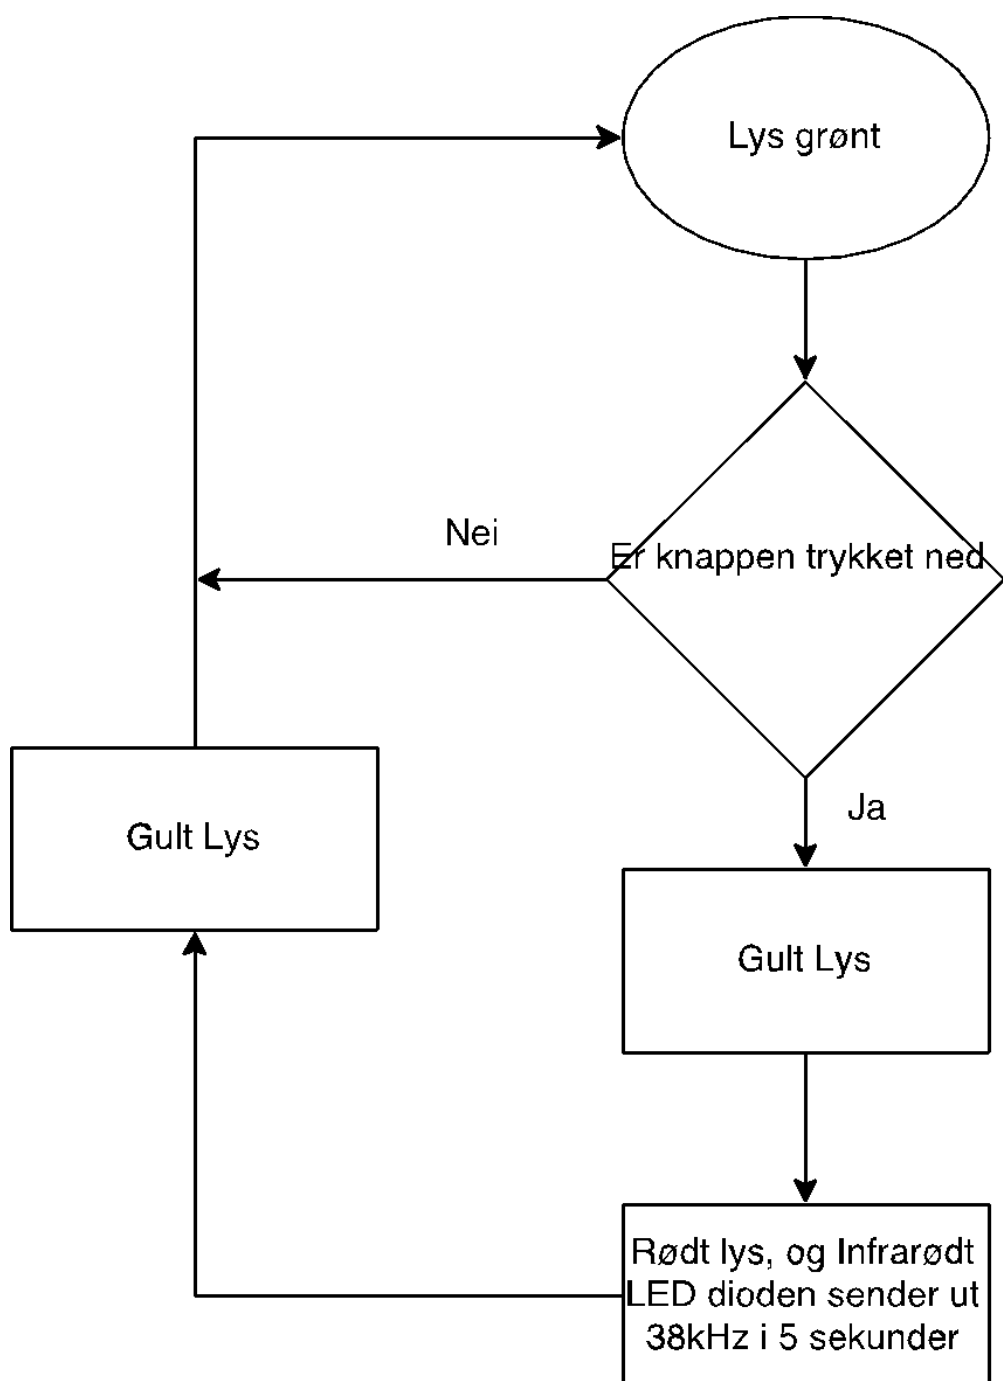 Lys grønt
Nei
Er knappen trykket ned
Ja
Gult Lys
Gult Lys
Rødt lys, og Infrarødt
LED dioden sender ut
38kHz i 5 sekunder